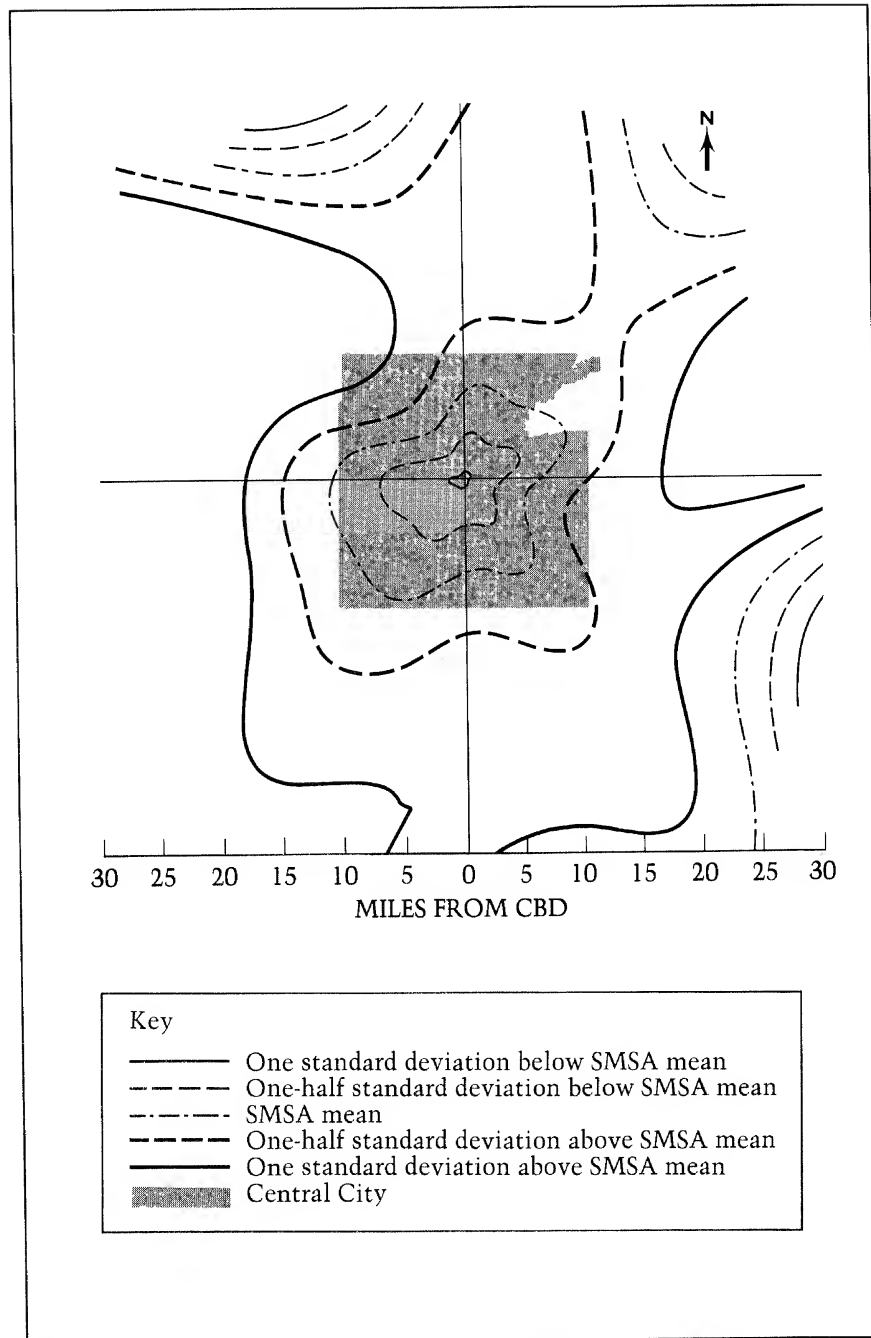 N
30 25 20 15 10 5 0 5 10 15 20 25 30
MILES FROM CBD
Key
One standard deviation below SMSA mean
One-half standard deviation below SMSA mean
SMSA mean
One-half standard deviation above SMSA mean
One standard deviation above SMSA mean
Central City